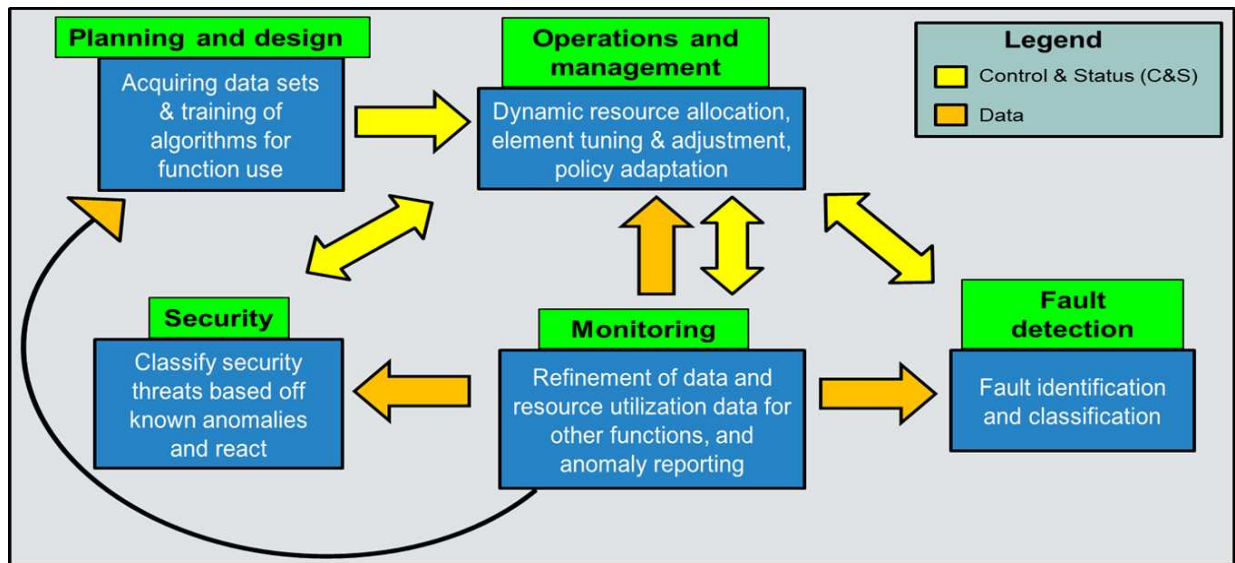 Planning and design
Acquiring data sets
& training of
algorithms for
function use
Operations and
management
Dynamic resource allocation,
element tuning & adjustment,
policy adaptation
Legend
Control & Status (C&S)
Data
Security
Classify security
threats based off
known anomalies
and react
Monitoring
Refinement of data and
resource utilization data for
other functions, and
anomaly reporting
Fault
detection
Fault identification
and classification